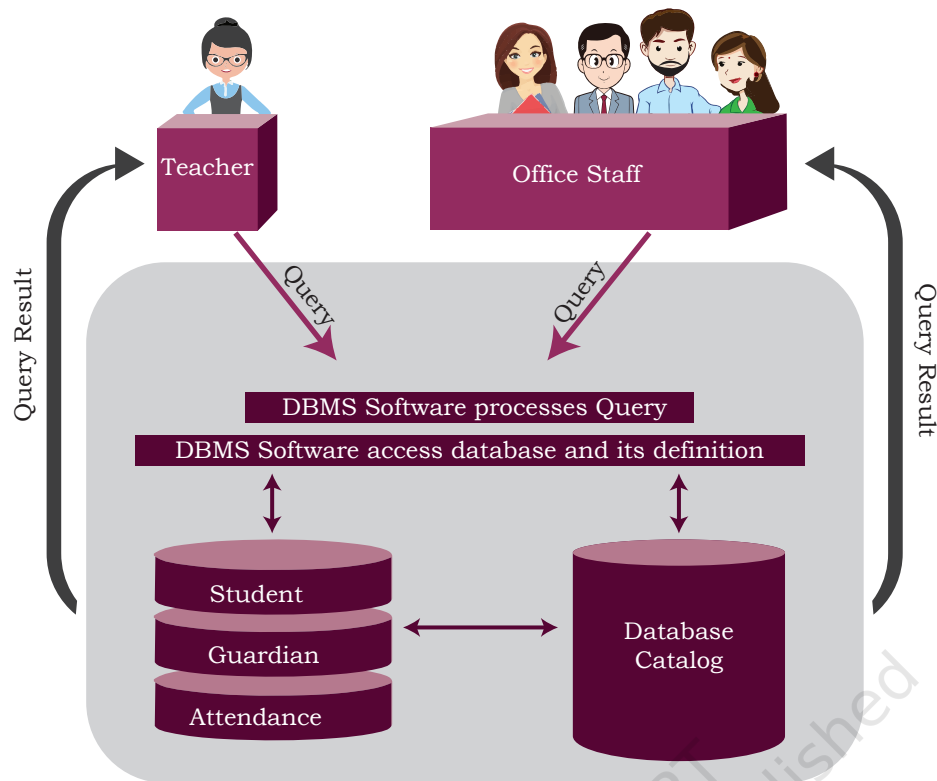 Teacher
Office Staff
Query
Query
Query Result
Query Result
DBMS Software processes Query
DBMS Software access database and its definition
Student
Guardian
Attendance
Database
Catalog